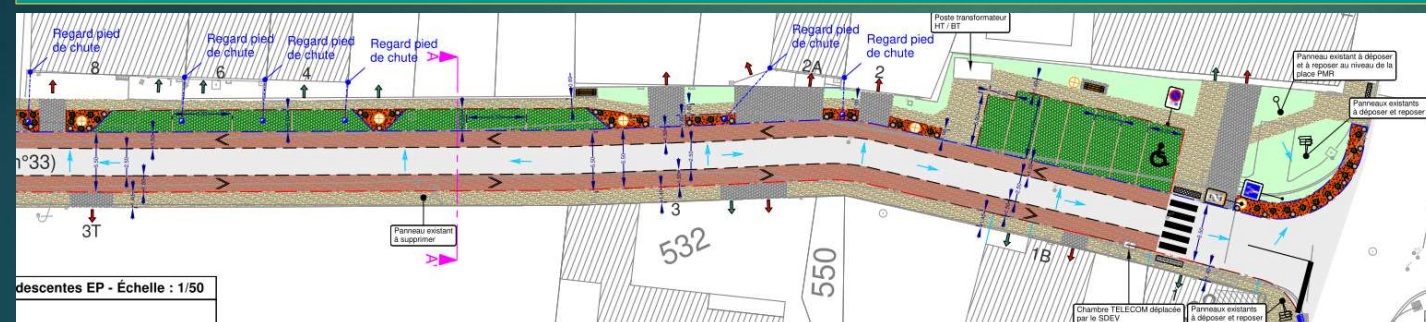 Regard pied
de chute
Regard pied
de chute
Regard pied
de chute
Regard pied
de chute
Regard pied
de chute
Regard pied
de chute
Poste transformateur
HT / BT
Panneau existant à déposer
et à reposer au niveau de la
place PMR
Panneaux existants
à déposer et reposer
8
6
4
2A
2
A
n°33)
3T
Panneau existant
à supprimer
A'
3
532
550
1B
1
Chambre TELECOM déplacée
par le SDEV
Panneaux existants
à déposer et reposer
descentes EP - Échelle : 1/50